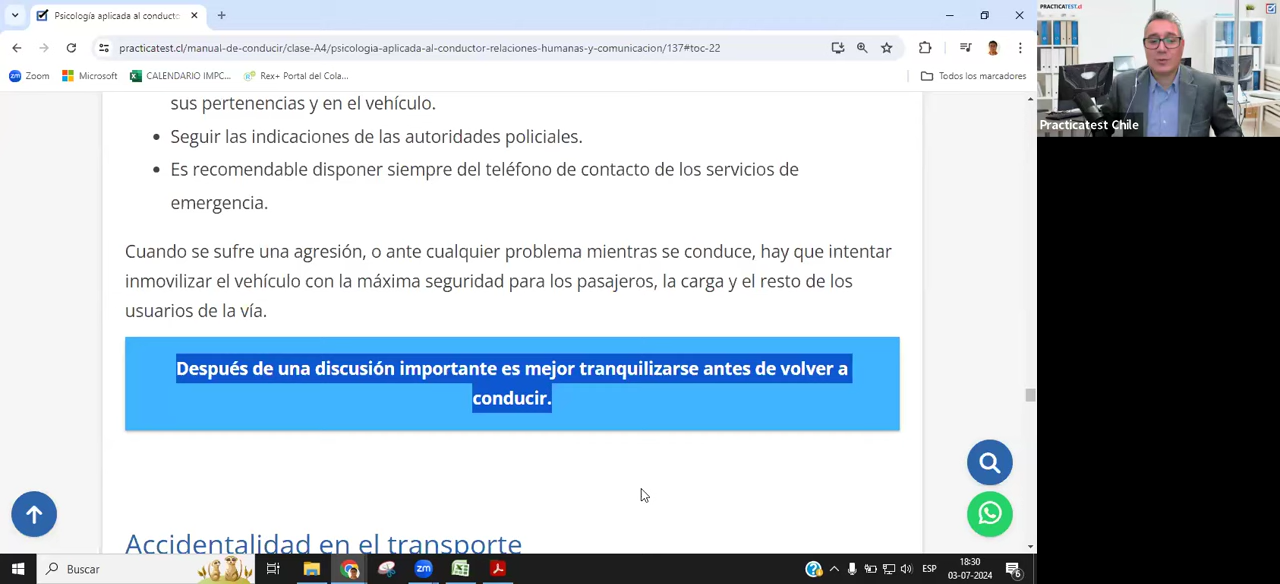 Psicología aplicada al conducto
practicatest.cl/manual-de-conducir/clase-A4/psicologia-aplicada-al-conductor-relaciones-humanas-y-comunicacion/137#toc-22
Zoom
Microsoft
CALENDARIO IMPC...
Rex+ Portal del Cola...
Todos los marcadores
PRACTICATEST.cl
Practicatest Chile
sus pertenencias y en el vehículo.
Seguir las indicaciones de las autoridades policiales.
Es recomendable disponer siempre del teléfono de contacto de los servicios de
emergencia.
Cuando se sufre una agresión, o ante cualquier problema mientras se conduce, hay que intentar
inmovilizar el vehículo con la máxima seguridad para los pasajeros, la carga y el resto de los
usuarios de la vía.
Después de una discusión importante es mejor tranquilizarse antes de volver a
conducir.
Accidentalidad en el transporte
Buscar
zm
ESP
18:30
03-07-2024
6